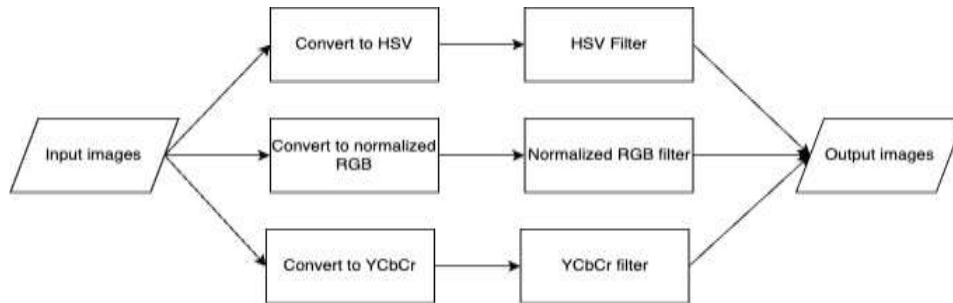 Convert to HSV
HSV Filter
Input images
Convert to normalized
RGB
Normalized RGB filter
Output images
Convert to YCbCr
YCbCr filter